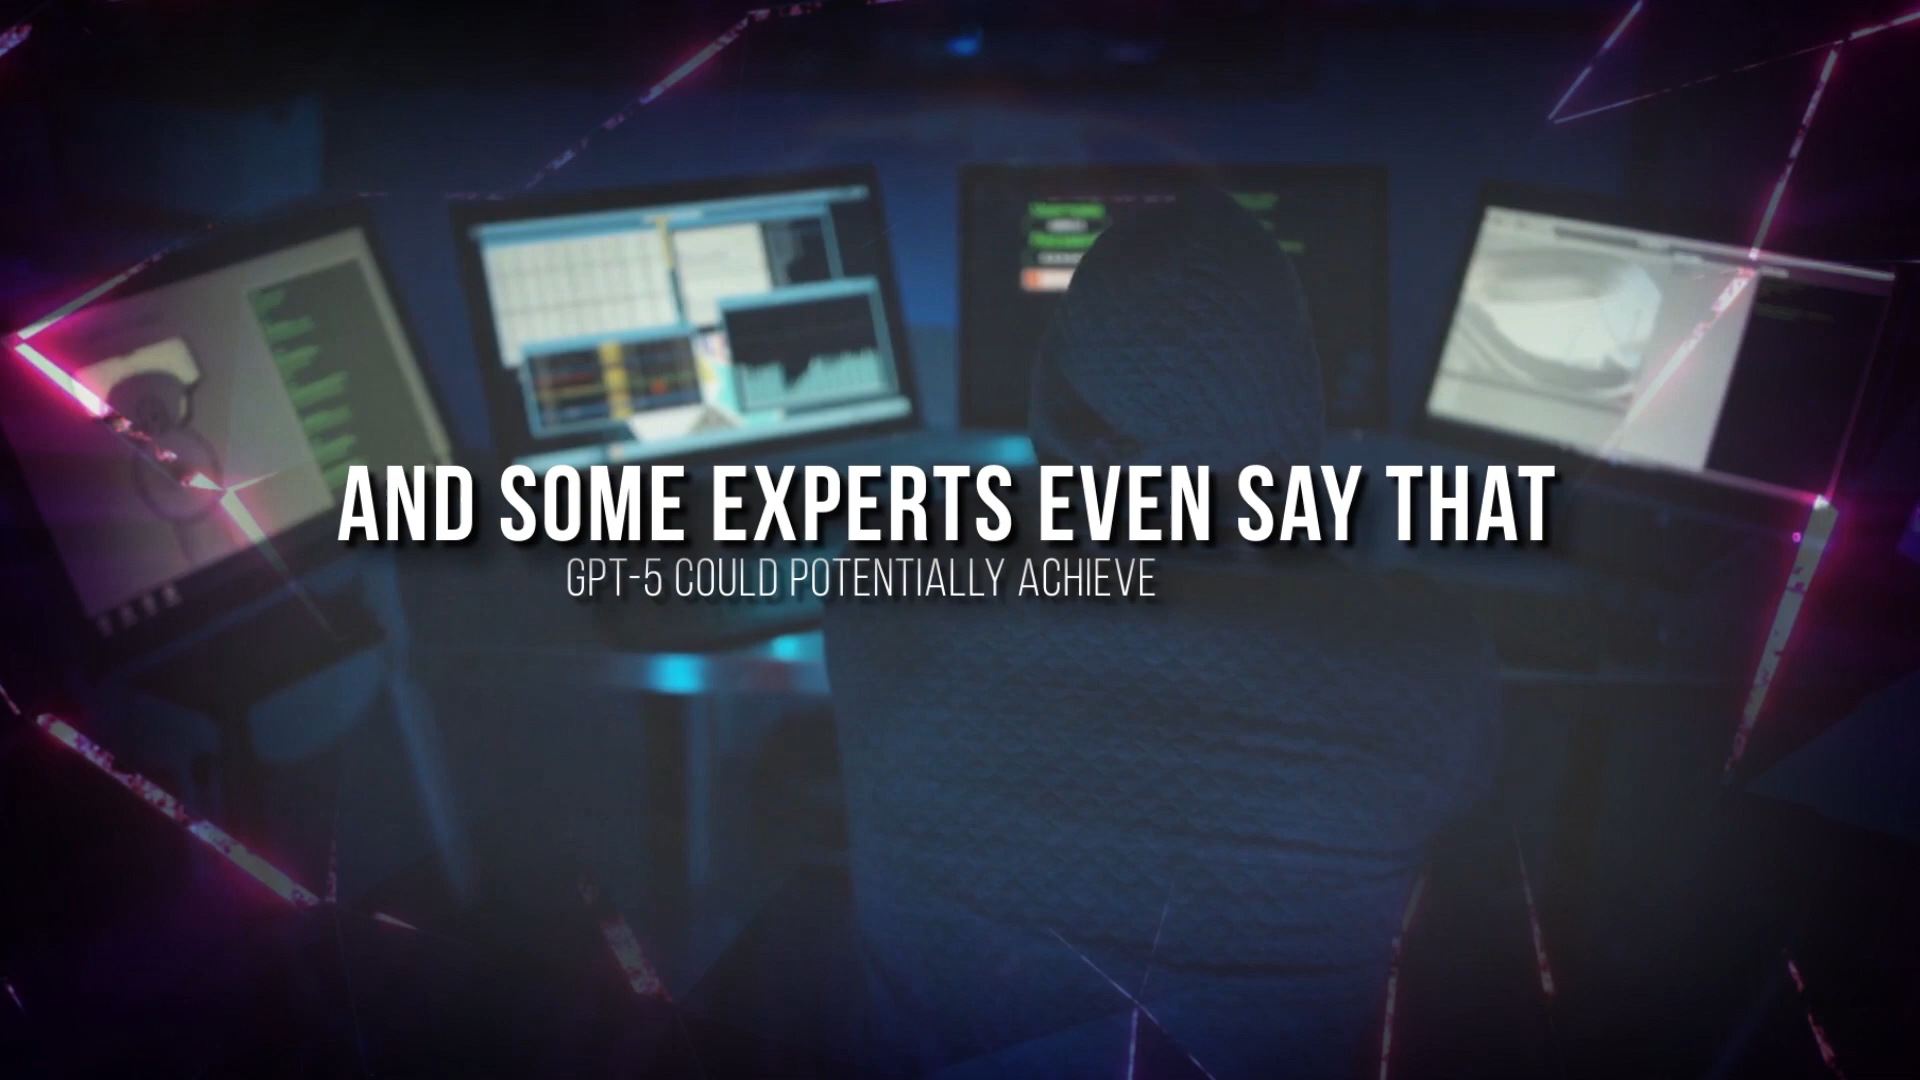 AND SOME EXPERTS EVEN SAY THAT
GPT-5 COULD POTENTIALLY ACHIEVE